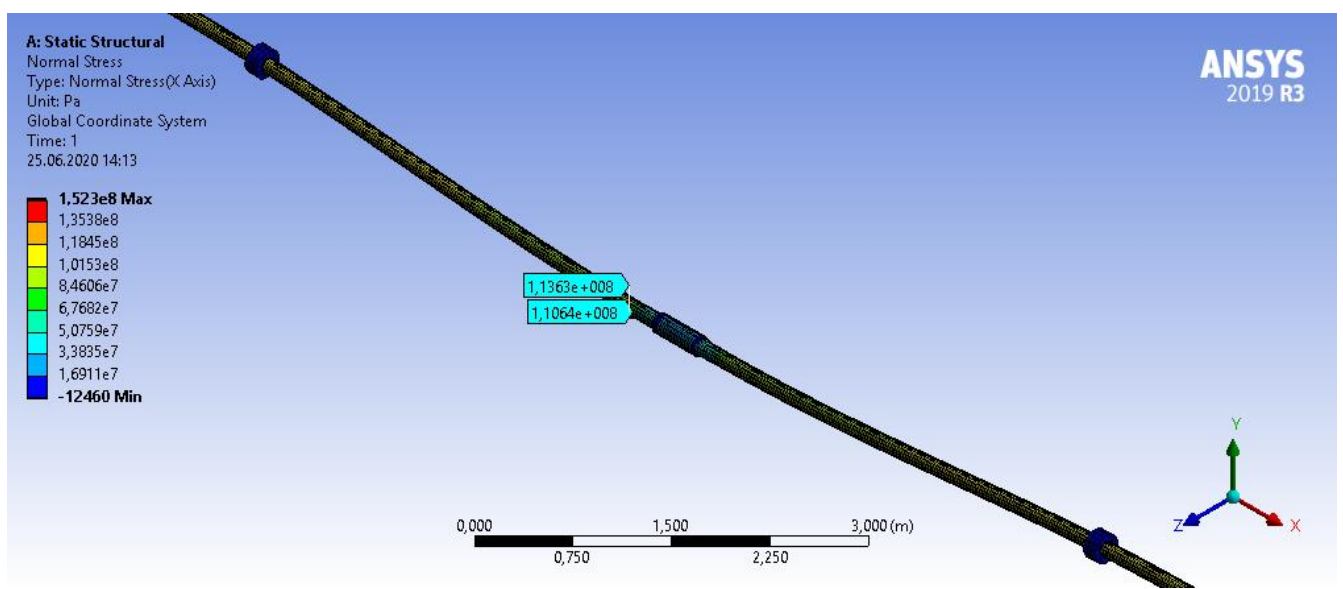 A: Static Structural
Normal Stress
Type: Normal Stress(X Axis)
Unit: Pa
Global Coordinate System
Time: 1
25.06.2020 14:13
1,523e8 Max
1,3538e8
1,1845e8
1,0153e8
8,4606e7
6,7682e7
5,0759e7
3,3835e7
1,6911e7
-12460 Min
ANSYS
2019 R3
1,1363e+008
1,1064e+008
0,000 1,500 3,000 (m)
0,750 2,250
Y
Z X